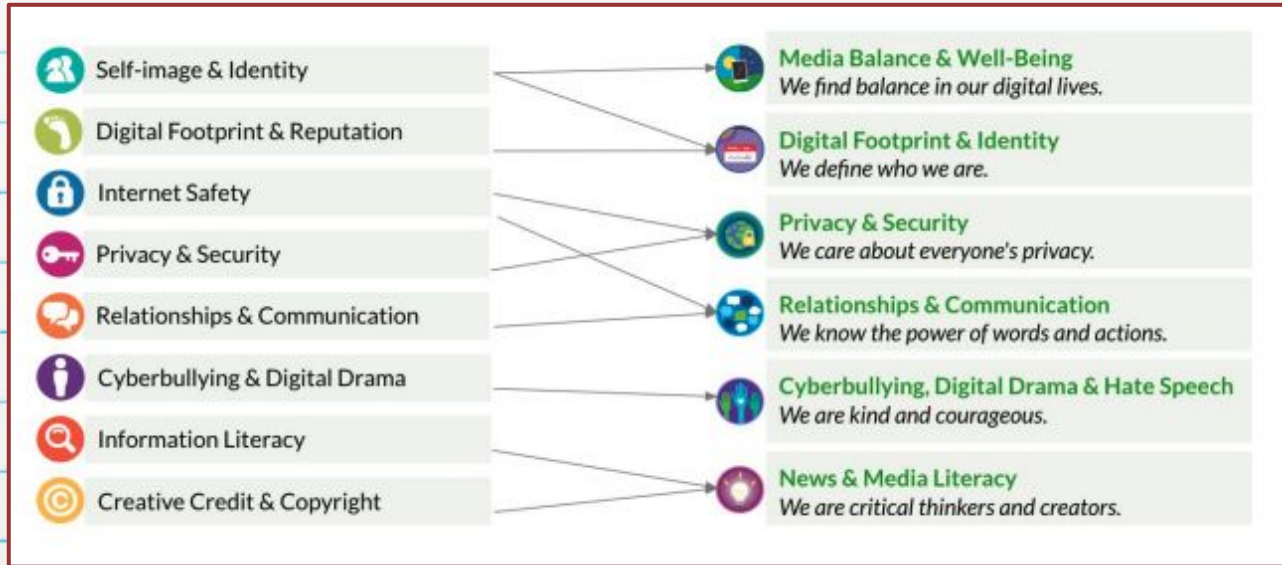 Self-image & Identity
Digital Footprint & Reputation
Internet Safety
Privacy & Security
Relationships & Communication
Cyberbullying & Digital Drama
Information Literacy
Creative Credit & Copyright
Media Balance & Well-Being
We find balance in our digital lives.
Digital Footprint & Identity
We define who we are.
Privacy & Security
We care about everyone's privacy.
Relationships & Communication
We know the power of words and actions.
Cyberbullying, Digital Drama & Hate Speech
We are kind and courageous.
News & Media Literacy
We are critical thinkers and creators.